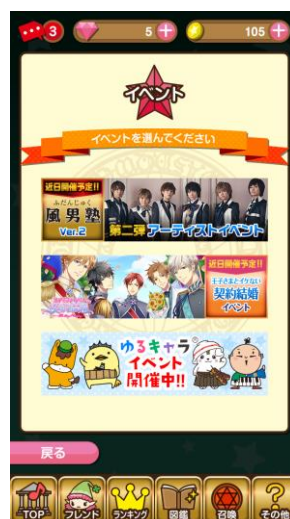 3
5
105
イベント
イベントを選んでください
近日開催予定!!
ふだんじゅく
風男塾
Ver.2
第二弾 アーティストイベント
近日開催予定!!
王子さまとイケない
契約結婚
イベント
ゆるキャラ
イベント
開催中!!
戻る
TOP
フレンド
ランキング
図鑑
召喚
その他